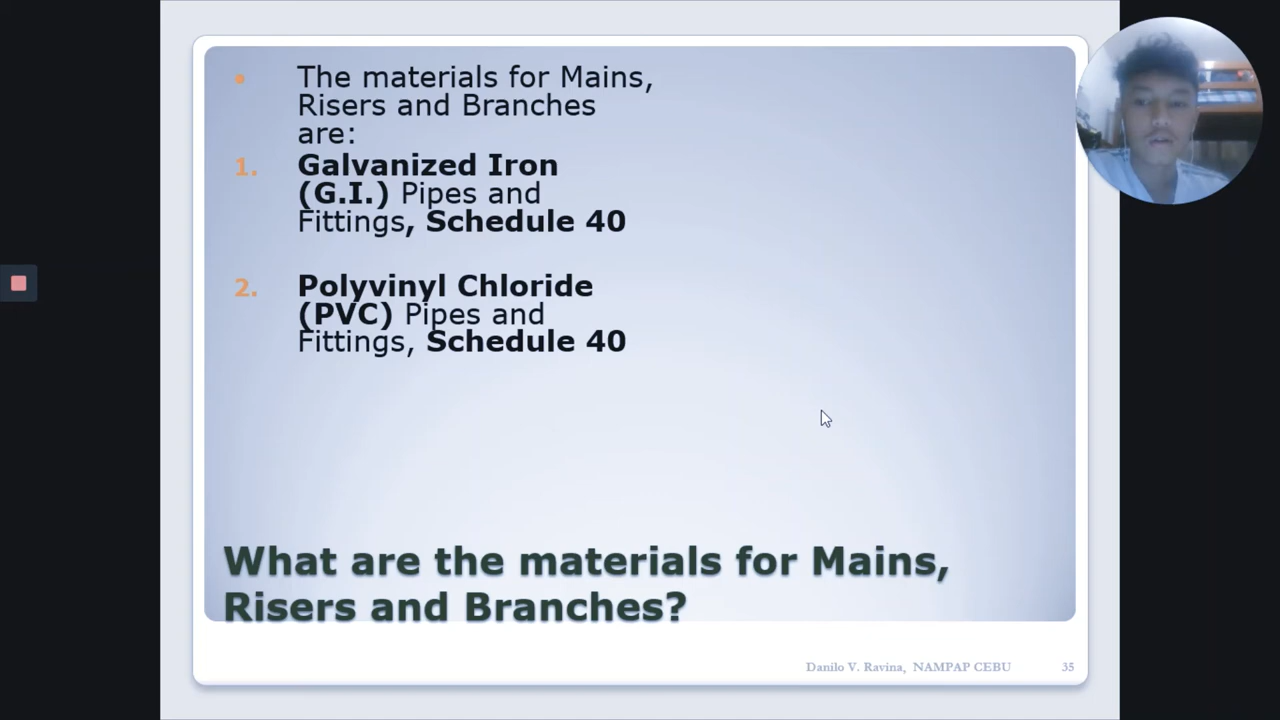 The materials for Mains,
Risers and Branches
are:
1. Galvanized Iron
(G.I.) Pipes and
Fittings, Schedule 40
2. Polyvinyl Chloride
(PVC) Pipes and
Fittings, Schedule 40
What are the materials for Mains,
Risers and Branches?
Danilo V. Ravina, NAMPAP CEBU 35